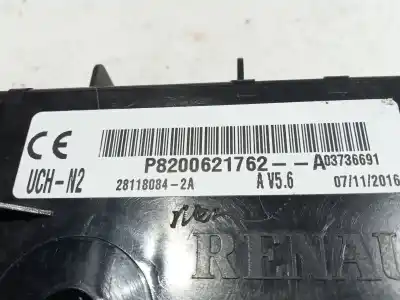 CE
P8200621762--A03736691
UCH-N2 28118084-2A A V5.6 07/11/2016
RENAU